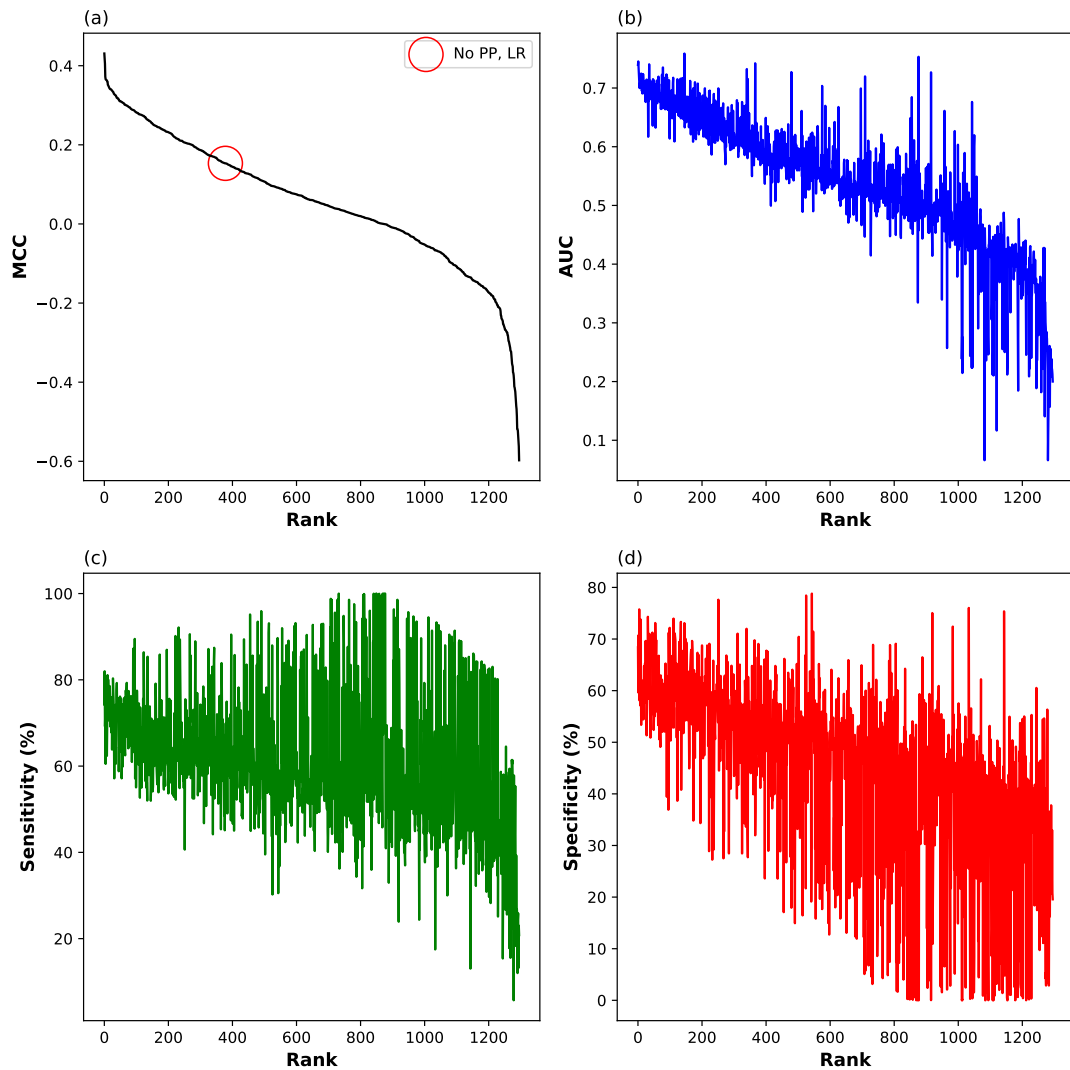 (a)
No PP, LR
MCC
0.4
0.2
0.0
−0.2
−0.4
−0.6
0 200 400 600 800 1000 1200
Rank
(b)
AUC
0.7
0.6
0.5
0.4
0.3
0.2
0.1
0 200 400 600 800 1000 1200
Rank
(c)
Sensitivity (%)
100
80
60
40
20
0 200 400 600 800 1000 1200
Rank
(d)
Specificity (%)
80
70
60
50
40
30
20
10
0
0 200 400 600 800 1000 1200
Rank